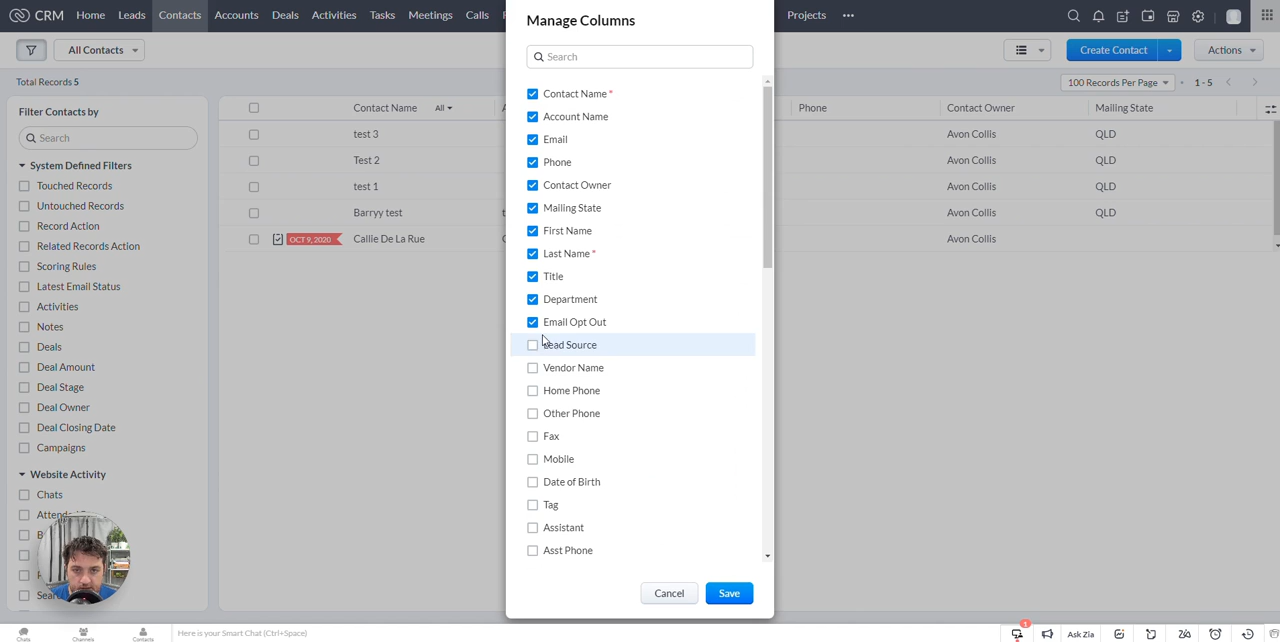 CRM Home Leads Contacts Accounts Deals Activities Tasks Meetings Calls Projects
All Contacts Create Contact Actions
Total Records 5 100 Records Per Page 1 - 5
Filter Contacts by
Search
System Defined Filters
Touched Records
Untouched Records
Record Action
Related Records Action
Scoring Rules
Latest Email Status
Activities
Notes
Deals
Deal Amount
Deal Stage
Deal Owner
Deal Closing Date
Campaigns
Website Activity
Chats
Contact Name All Phone Contact Owner Mailing State
test 3 Avon Collis QLD
Test 2 Avon Collis QLD
test 1 Avon Collis QLD
Barryy test Avon Collis QLD
OCT 9, 2020 Callie De La Rue Avon Collis
Manage Columns
Search
Contact Name *
Account Name
Email
Phone
Contact Owner
Mailing State
First Name
Last Name *
Title
Department
Email Opt Out
Lead Source
Vendor Name
Home Phone
Other Phone
Fax
Mobile
Date of Birth
Tag
Assistant
Asst Phone
Cancel Save
Chats Channels Contacts Here is your Smart Chat (Ctrl+Space) 1 Ask Zia